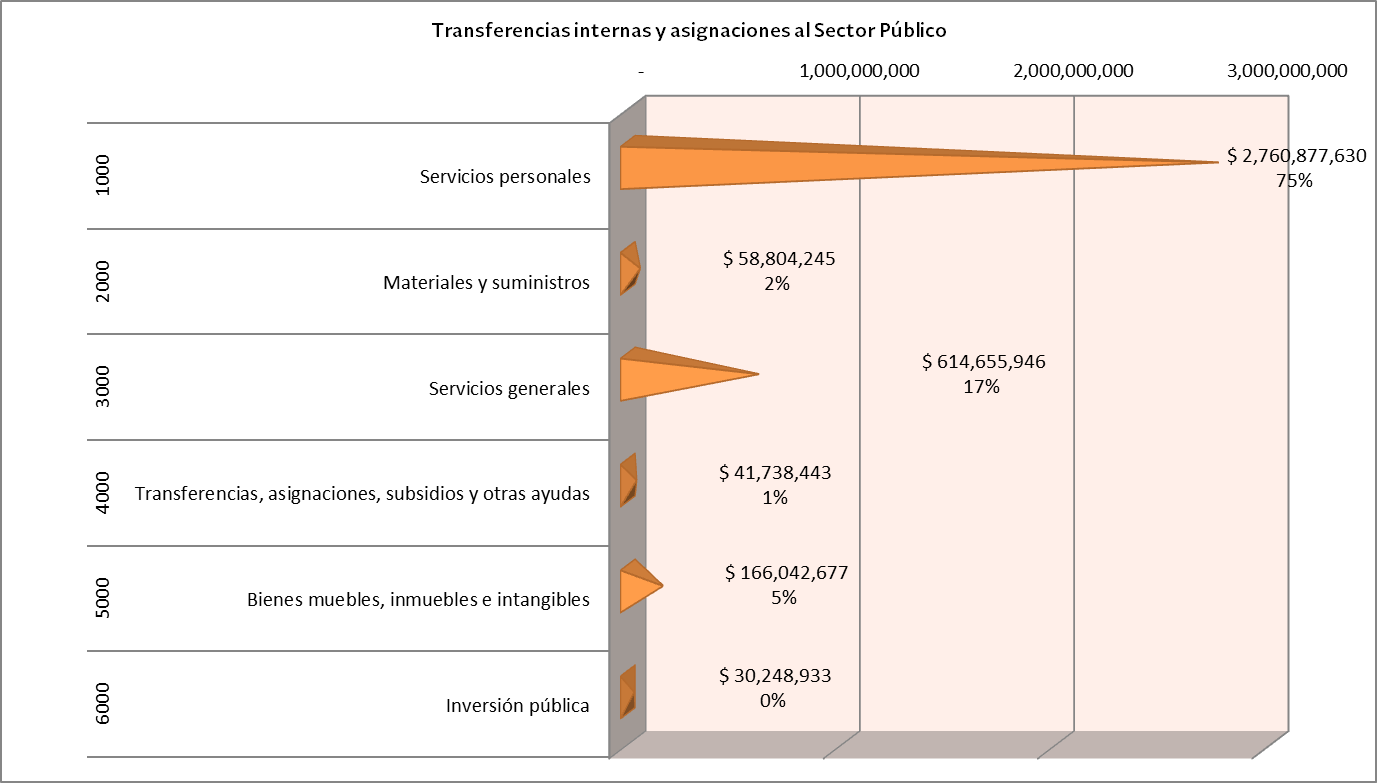 Transferencias internas y asignaciones al Sector Público
- 1,000,000,000 2,000,000,000 3,000,000,000
1000 Servicios personales
$ 2,760,877,630
75%
2000 Materiales y suministros
$ 58,804,245
2%
3000 Servicios generales
$ 614,655,946
17%
4000 Transferencias, asignaciones, subsidios y otras ayudas
$ 41,738,443
1%
5000 Bienes muebles, inmuebles e intangibles
$ 166,042,677
5%
6000 Inversión pública
$ 30,248,933
0%